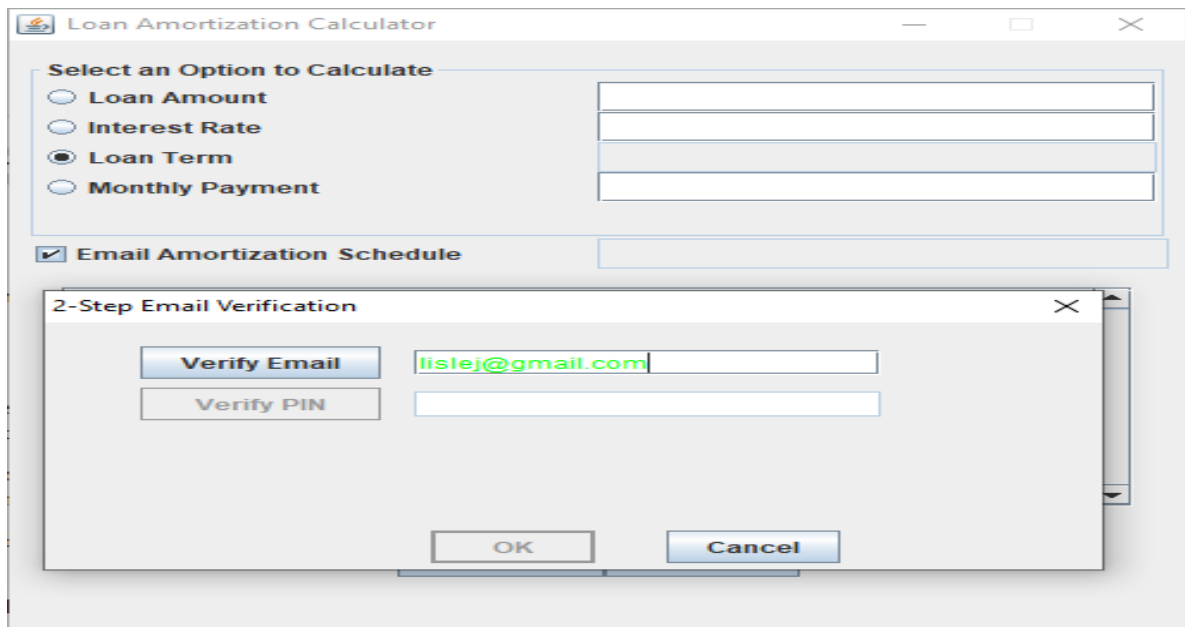 Loan Amortization Calculator
Select an Option to Calculate
Loan Amount
Interest Rate
Loan Term
Monthly Payment
Email Amortization Schedule
2-Step Email Verification
Verify Email lislej@gmail.com
Verify PIN
OK Cancel